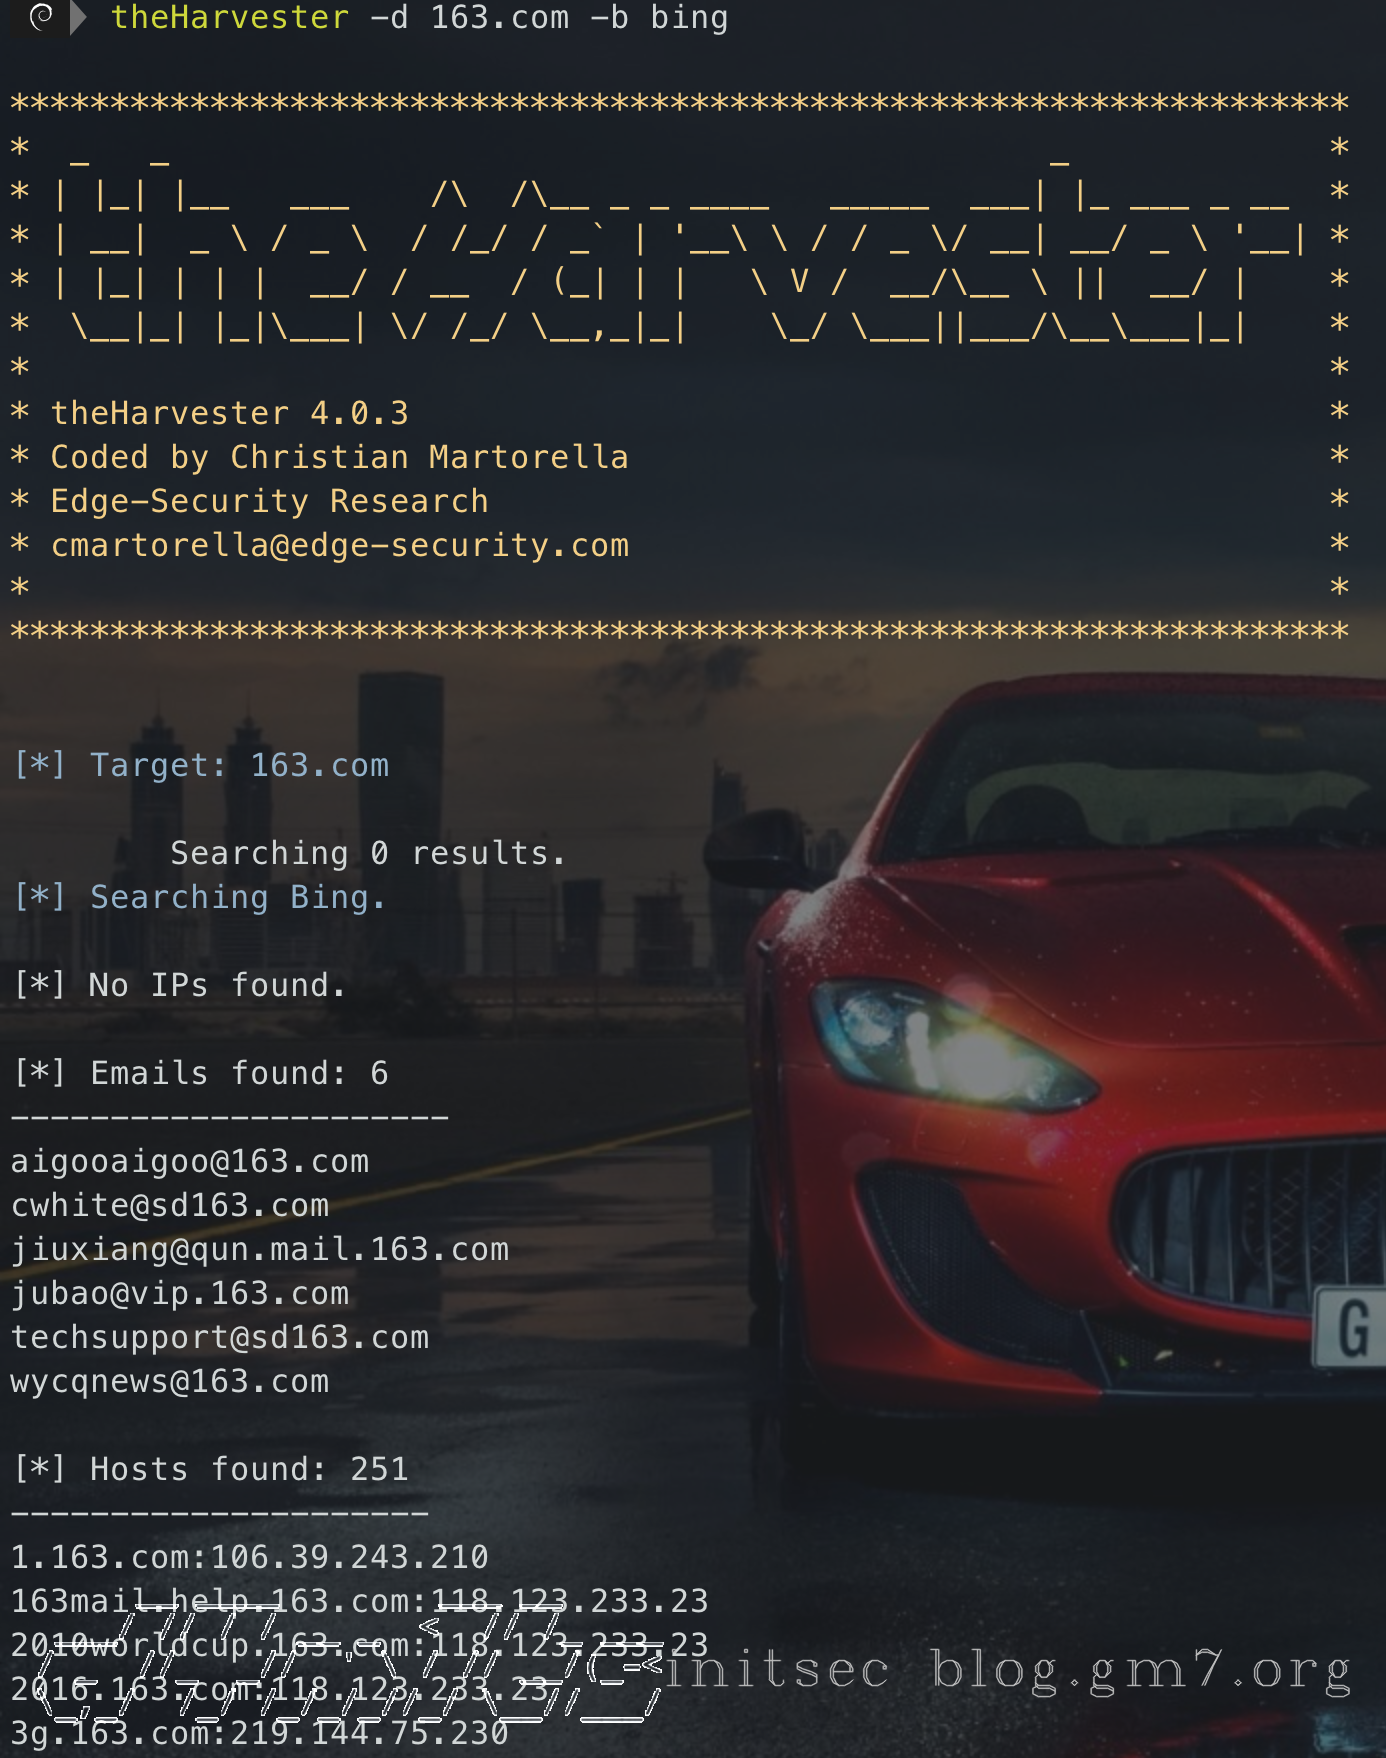 theHarvester -d 163.com -b bing
*******************************************************************
*  _   _                                            _             *
* | |_| |__   ___    /\  /\__ _ _ ____   _____  ___| |_ ___ _ __  *
* | __|  _ \ / _ \  / /_/ / _` | '__\ \ / / _ \/ __| __/ _ \ '__| *
* | |_| | | |  __/ / __  / (_| | |   \ V /  __/\__ \ ||  __/ |    *
*  \__|_| |_|\___| \/ /_/ \__,_|_|    \_/ \___||___/\__\___|_|    *
*                                                                 *
* theHarvester 4.0.3                                              *
* Coded by Christian Martorella                                   *
* Edge-Security Research                                          *
* cmartorella@edge-security.com                                   *
*                                                                 *
*******************************************************************
[*] Target: 163.com
Searching 0 results.
[*] Searching Bing.
[*] No IPs found.
[*] Emails found: 6
----------------------
aigooaigoo@163.com
cwhite@sd163.com
jiuxiang@qun.mail.163.com
jubao@vip.163.com
techsupport@sd163.com
wycqnews@163.com
[*] Hosts found: 251
---------------------
1.163.com:106.39.243.210
163mail.help.163.com:118.123.233.23
2010worldcup.163.com:118.123.233.23
2016.163.com:118.123.233.23
initsec blog.gm7.org
3g.163.com:219.144.75.230
G